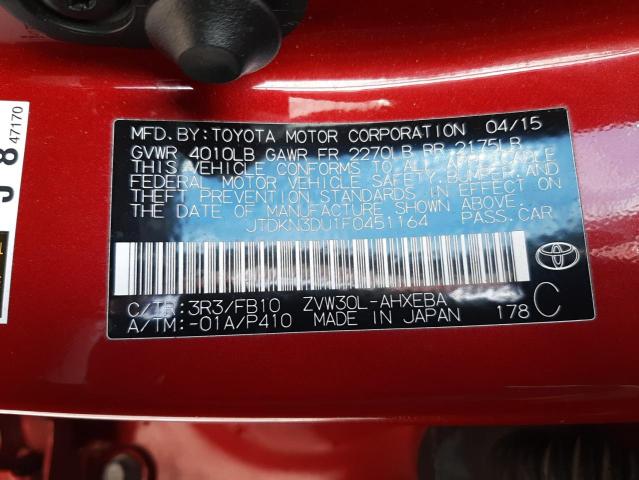 MFD. BY: TOYOTA MOTOR CORPORATION 04/15
GVWR 4010LB GAWR FR 2270LB RR 2175LB
THIS VEHICLE CONFORMS TO ALL APPLICABLE
FEDERAL MOTOR VEHICLE SAFETY, BUMPER, AND
THEFT PREVENTION STANDARDS IN EFFECT ON
THE DATE OF MANUFACTURE SHOWN ABOVE.
JTDKN3DU1F0451164 PASS. CAR
C/TR: 3R3/FB10 ZVW30L-AHXEBA
A/TM: -01A/P410 MADE IN JAPAN 178 C
47170